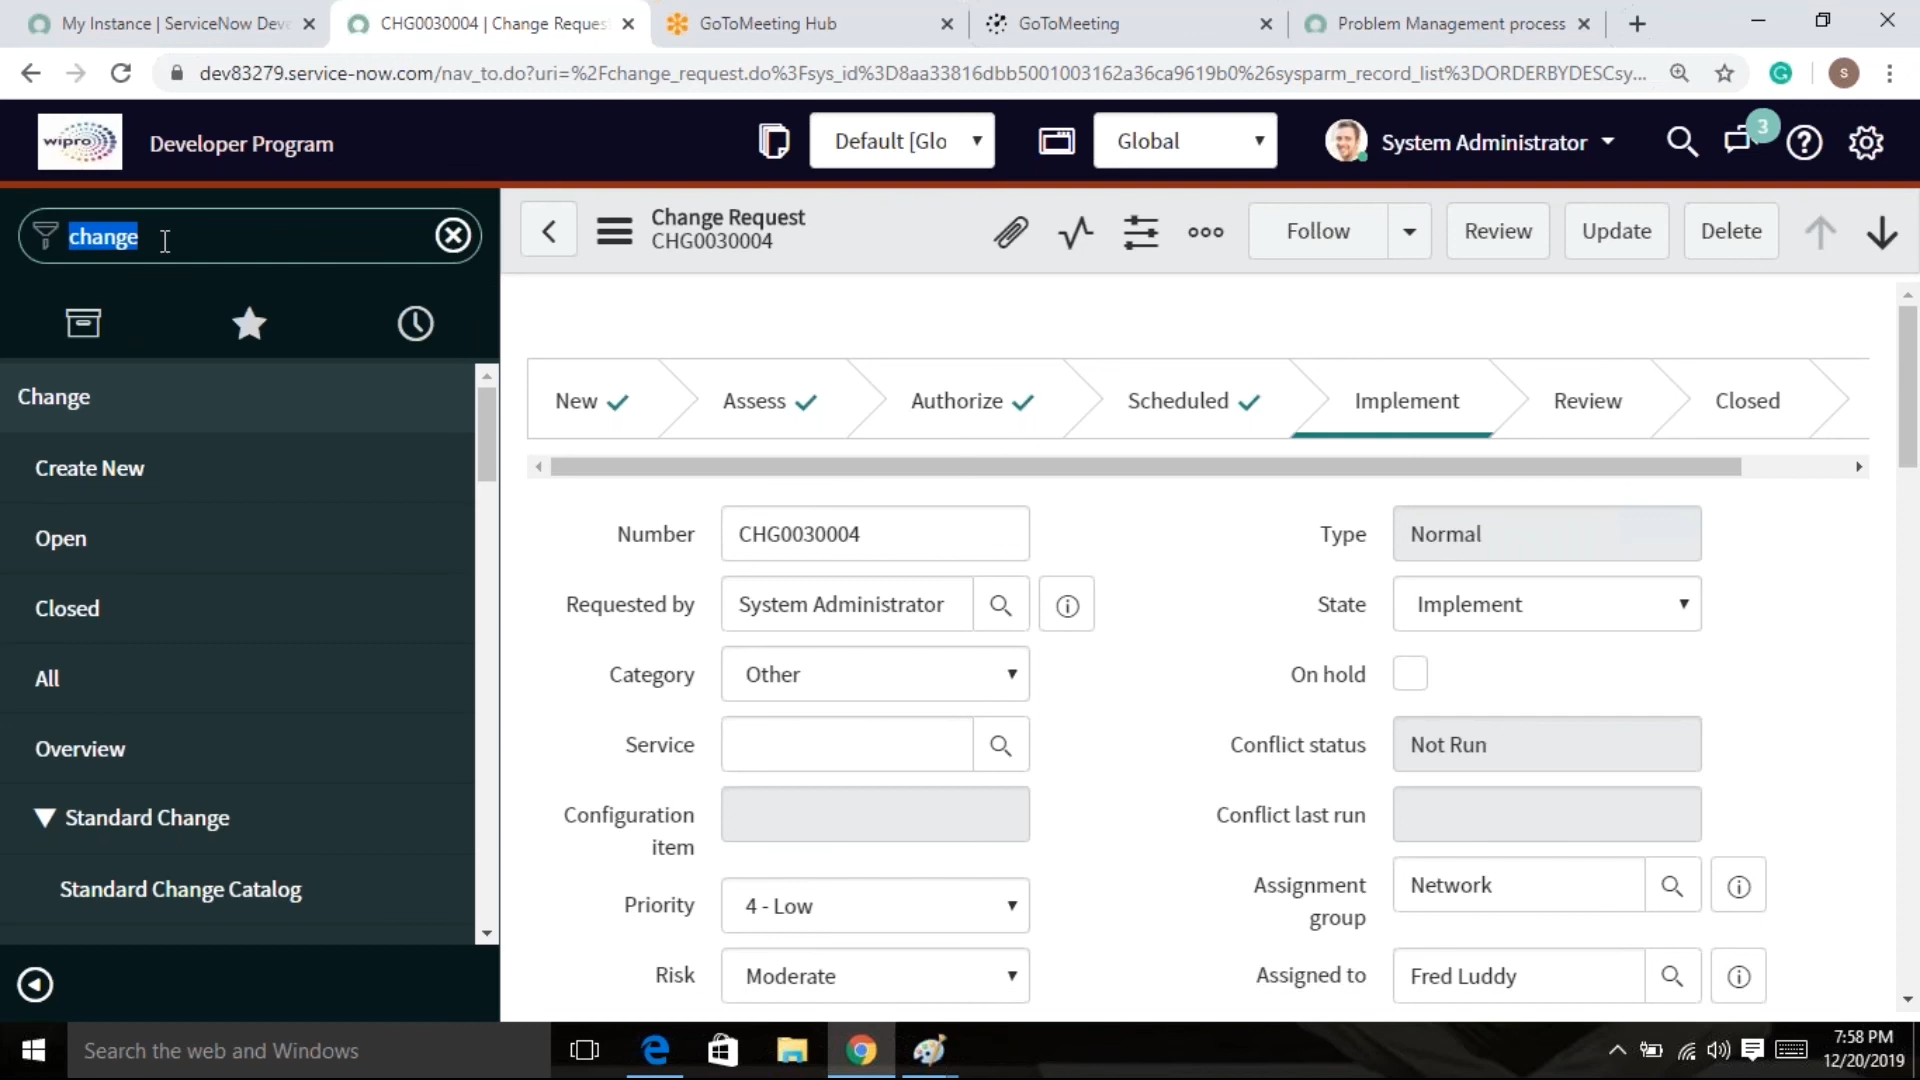 My Instance | ServiceNow Deve
CHG0030004 | Change Reques
GoToMeeting Hub
GoToMeeting
Problem Management process
dev83279.service-now.com/nav_to.do?uri=%2Fchange_request.do%3Fsys_id%3D8aa33816dbb5001003162a36ca9619b0%26sysparm_record_list%3DORDERBYDESCsy...
s
wipro
Developer Program
Default [Glo
Global
System Administrator
3
change
Change Request
CHG0030004
Follow
Review
Update
Delete
Change
Create New
Open
Closed
All
Overview
Standard Change
Standard Change Catalog
New
Assess
Authorize
Scheduled
Implement
Review
Closed
Number
CHG0030004
Type
Normal
Requested by
System Administrator
State
Implement
Category
Other
On hold
Service
Conflict status
Not Run
Configuration
item
Conflict last run
Priority
4 - Low
Assignment
group
Network
Risk
Moderate
Assigned to
Fred Luddy
Search the web and Windows
7:58 PM
12/20/2019